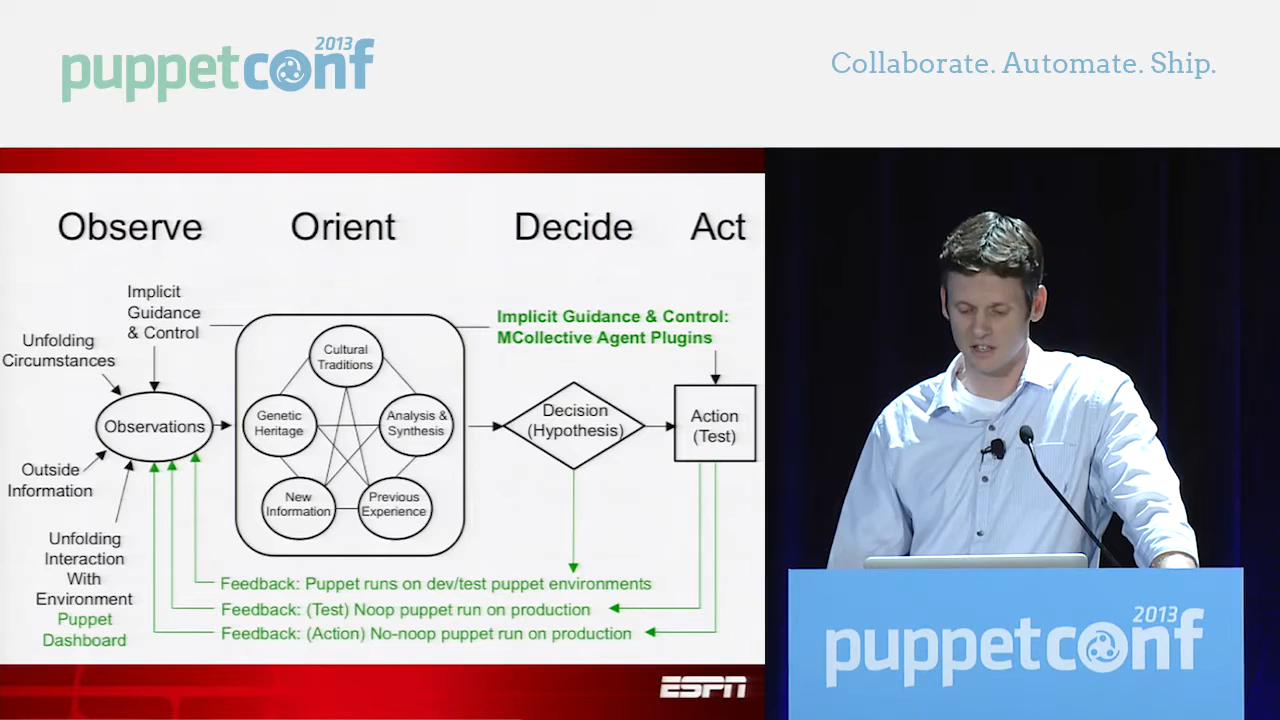 2013
puppetconf
Collaborate. Automate. Ship.
Observe
Orient
Decide
Act
Implicit
Guidance
& Control
Unfolding
Circumstances
Observations
Outside
Information
Unfolding
Interaction
With
Environment
Puppet
Dashboard
Cultural
Traditions
Genetic
Heritage
Analysis &
Synthesis
New
Information
Previous
Experience
Implicit Guidance & Control:
MCollective Agent Plugins
Decision
(Hypothesis)
Action
(Test)
Feedback: Puppet runs on dev/test puppet environments
Feedback: (Test) Noop puppet run on production
Feedback: (Action) No-noop puppet run on production
ESPN
2013
puppetconf